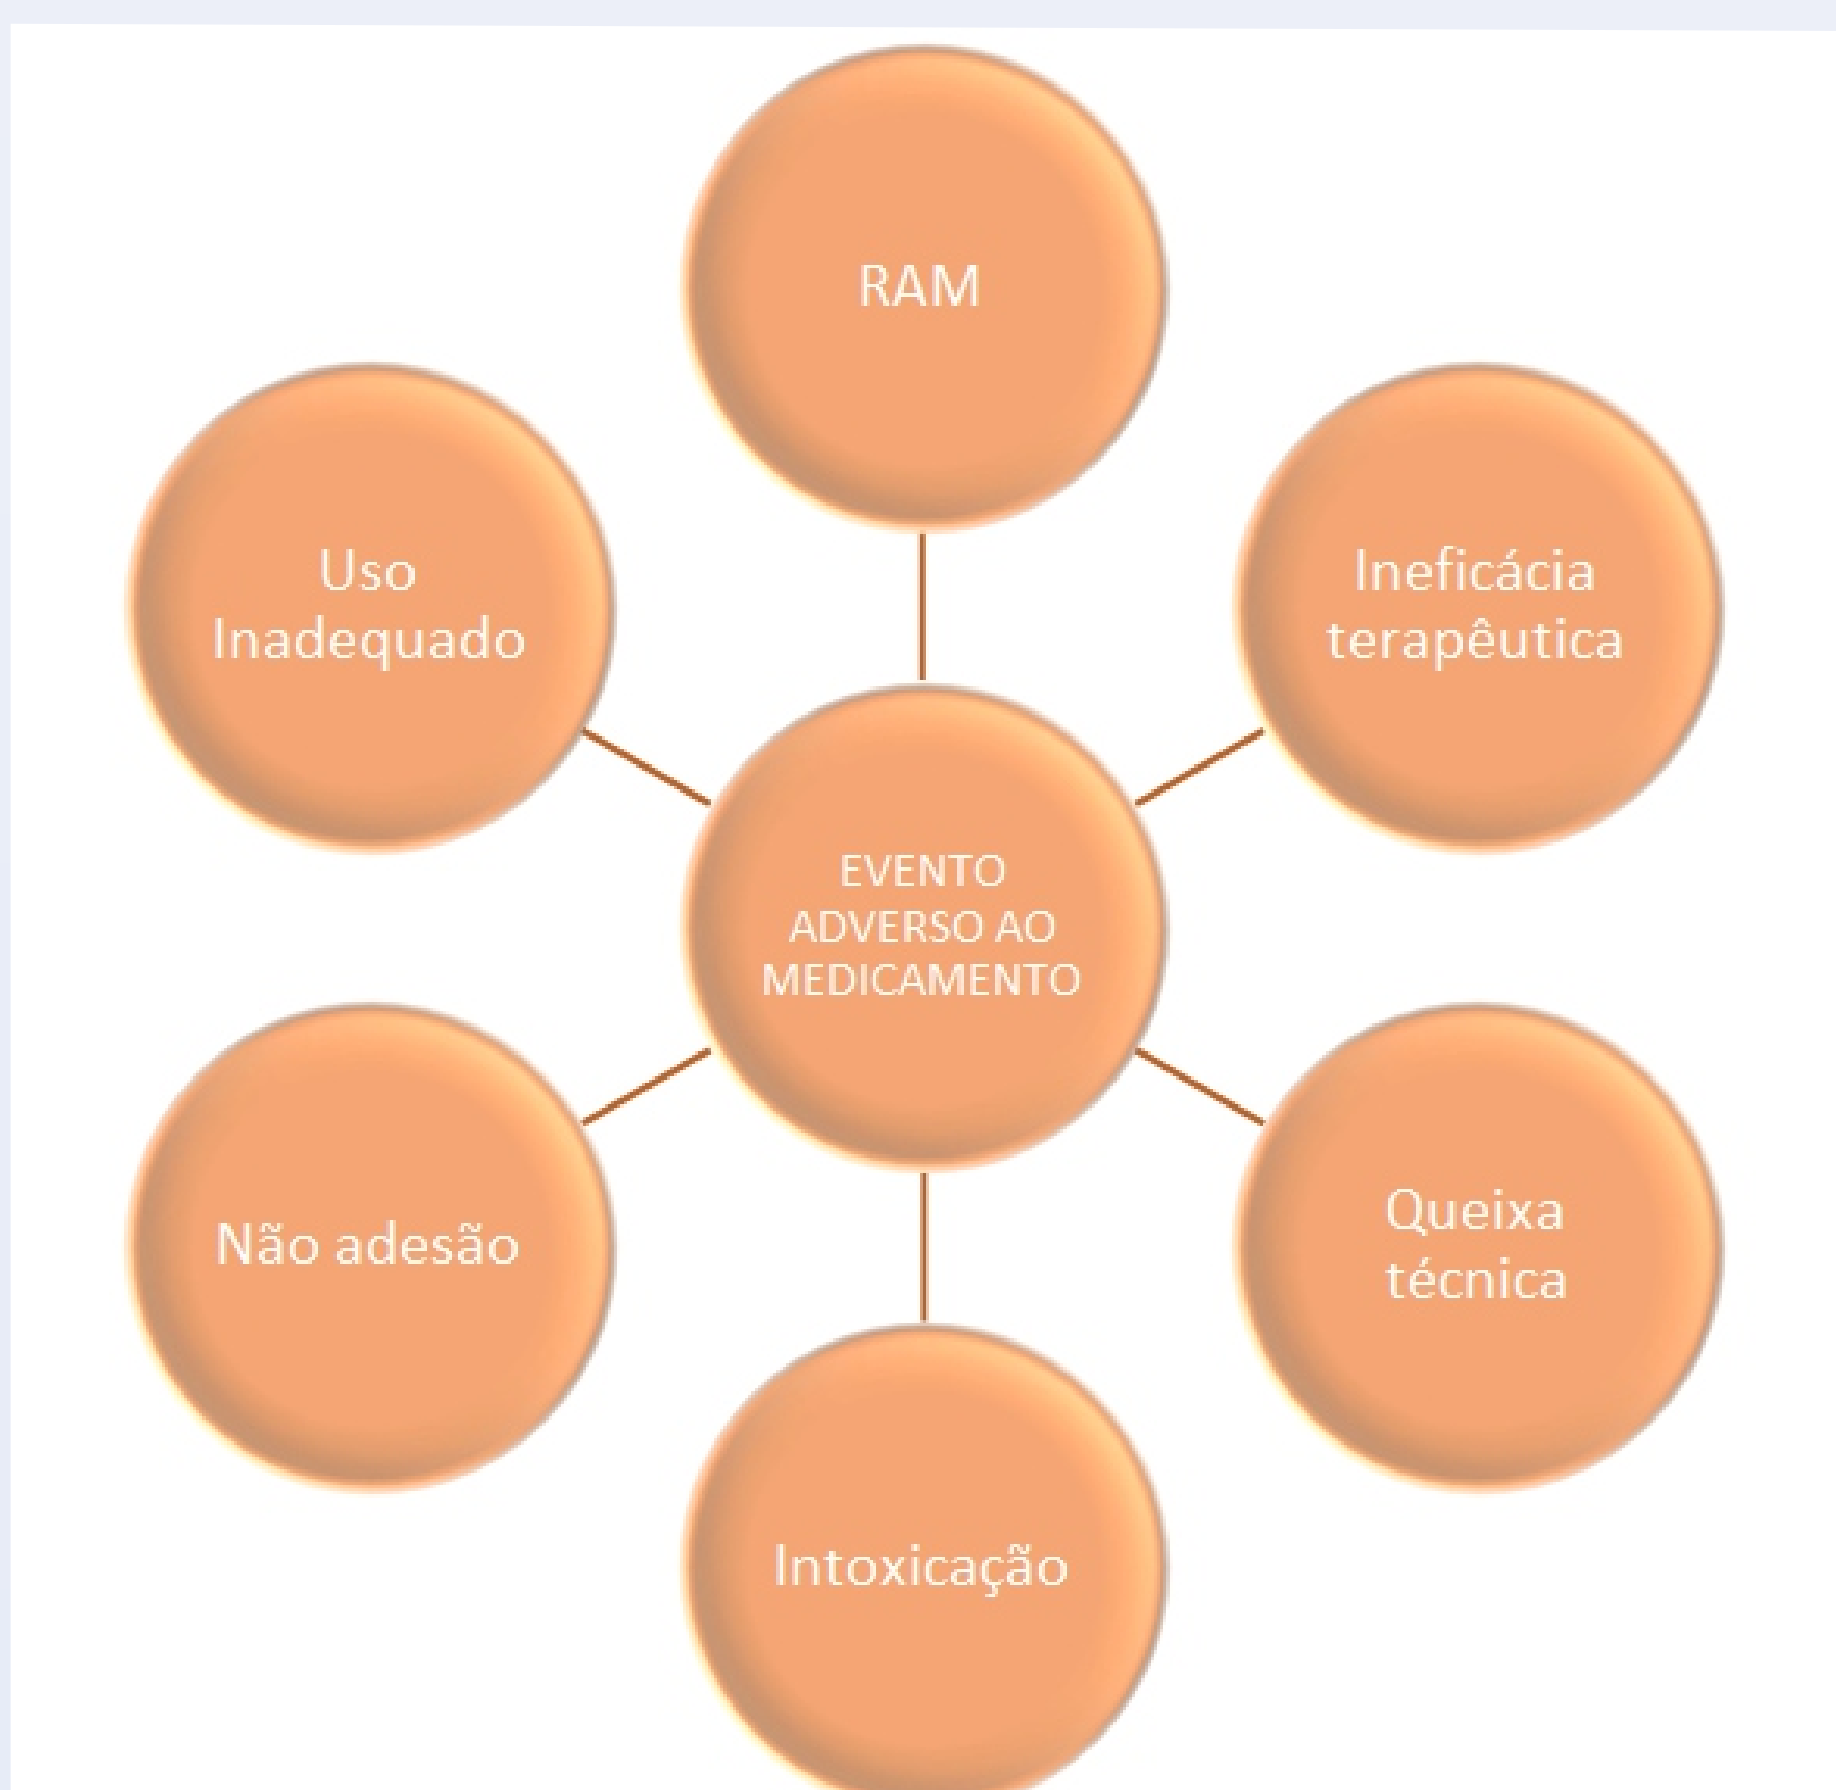 RAM
Ineficácia
terapêutica
Queixa
técnica
Intoxicação
Não adesão
Uso
Inadequado
EVENTO
ADVERSO AO
MEDICAMENTO